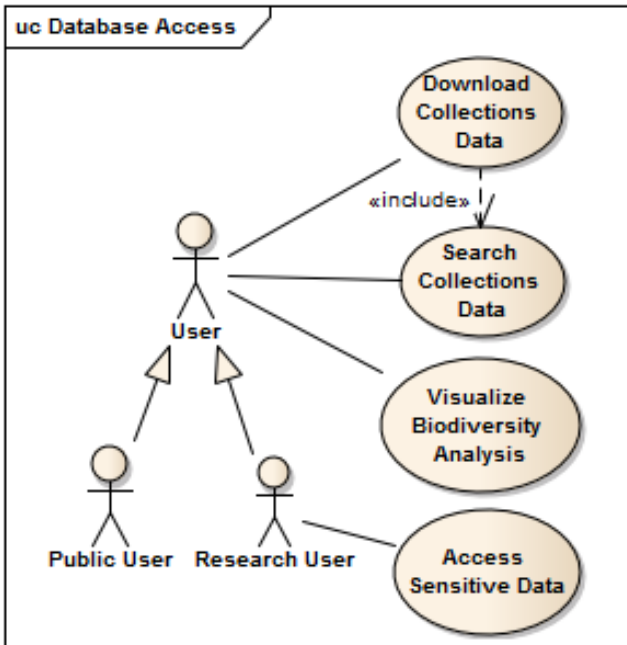 uc Database Access
Download
Collections
Data
«include»
Search
Collections
Data
User
Visualize
Biodiversity
Analysis
Public User
Research User
Access
Sensitive Data